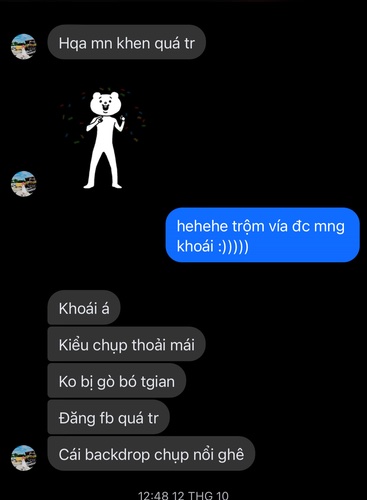 Hqa mn khen quá tr
hehehe trộm vía đc mng
khoái :)))))
Khoái á
Kiểu chụp thoải mái
Ko bị gò bó tgian
Đăng fb quá tr
Cái backdrop chụp nổi ghê
12:48 12 THG 10